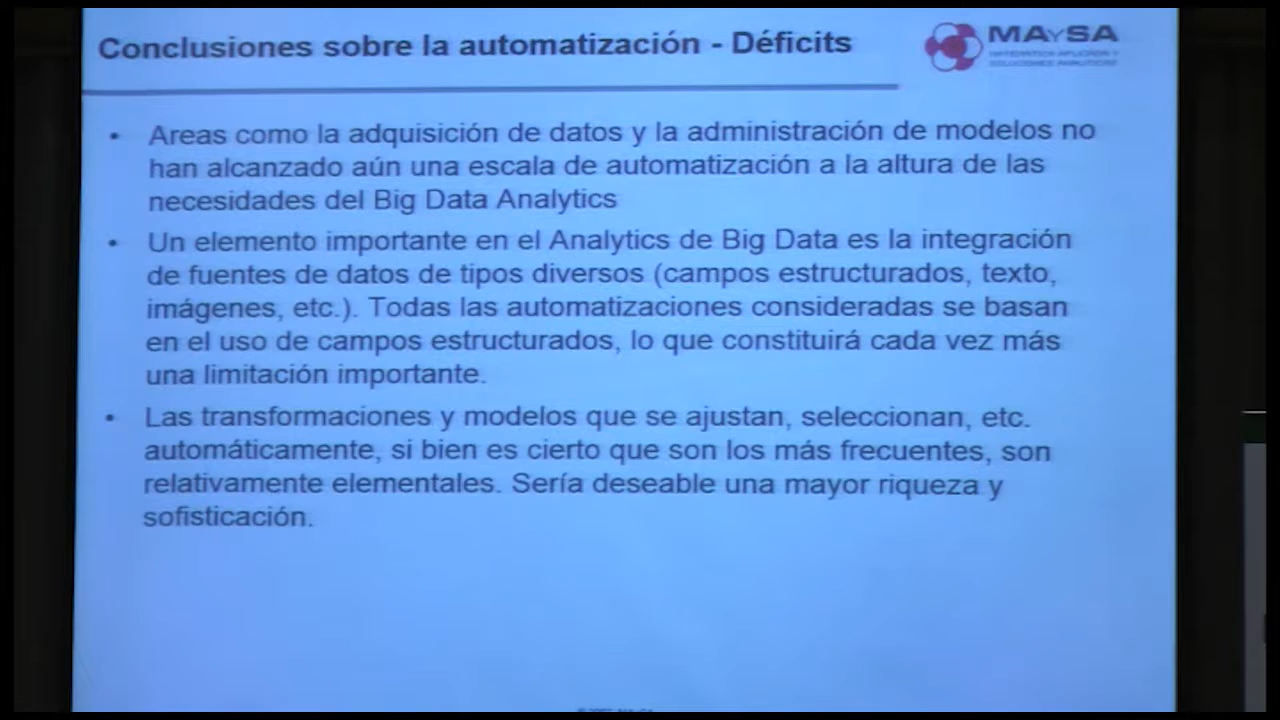 Conclusiones sobre la automatización - Déficits
MAYSA
MATEMÁTICA APLICADA Y
SOLUCIONES ANALÍTICAS
• Areas como la adquisición de datos y la administración de modelos no
han alcanzado aún una escala de automatización a la altura de las
necesidades del Big Data Analytics
• Un elemento importante en el Analytics de Big Data es la integración
de fuentes de datos de tipos diversos (campos estructurados, texto,
imágenes, etc.). Todas las automatizaciones consideradas se basan
en el uso de campos estructurados, lo que constituirá cada vez más
una limitación importante.
• Las transformaciones y modelos que se ajustan, seleccionan, etc.
automáticamente, si bien es cierto que son los más frecuentes, son
relativamente elementales. Sería deseable una mayor riqueza y
sofisticación.